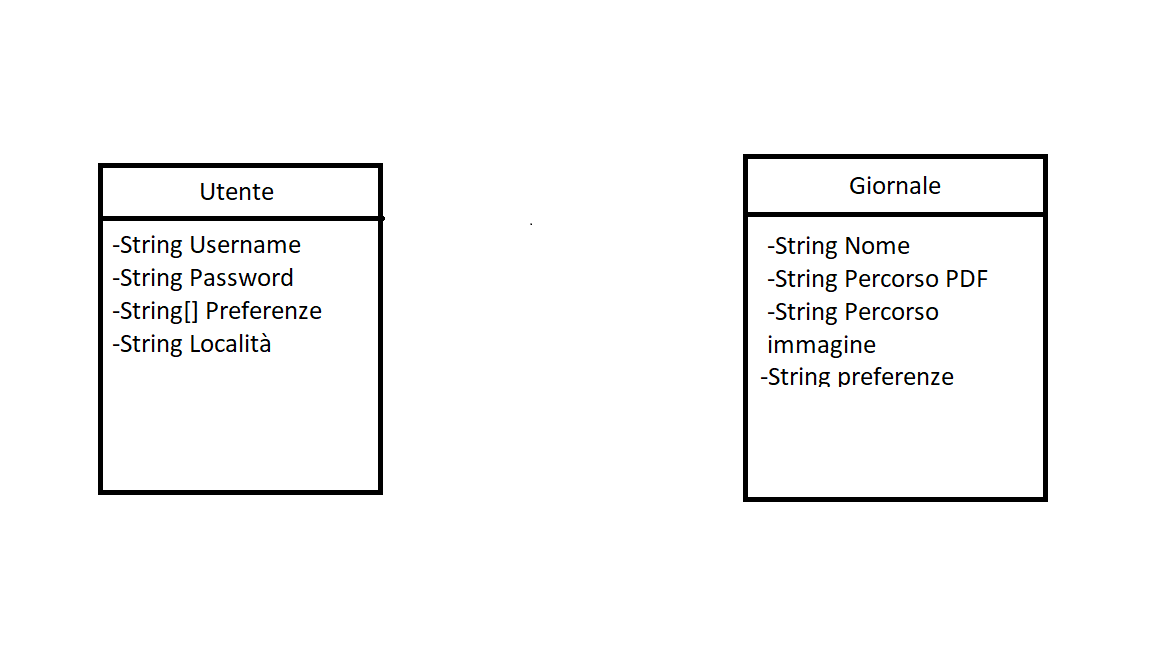 Utente
-String Username
-String Password
-String[] Preferenze
-String Località
Giornale
-String Nome
-String Percorso PDF
-String Percorso
immagine
-String preferenze